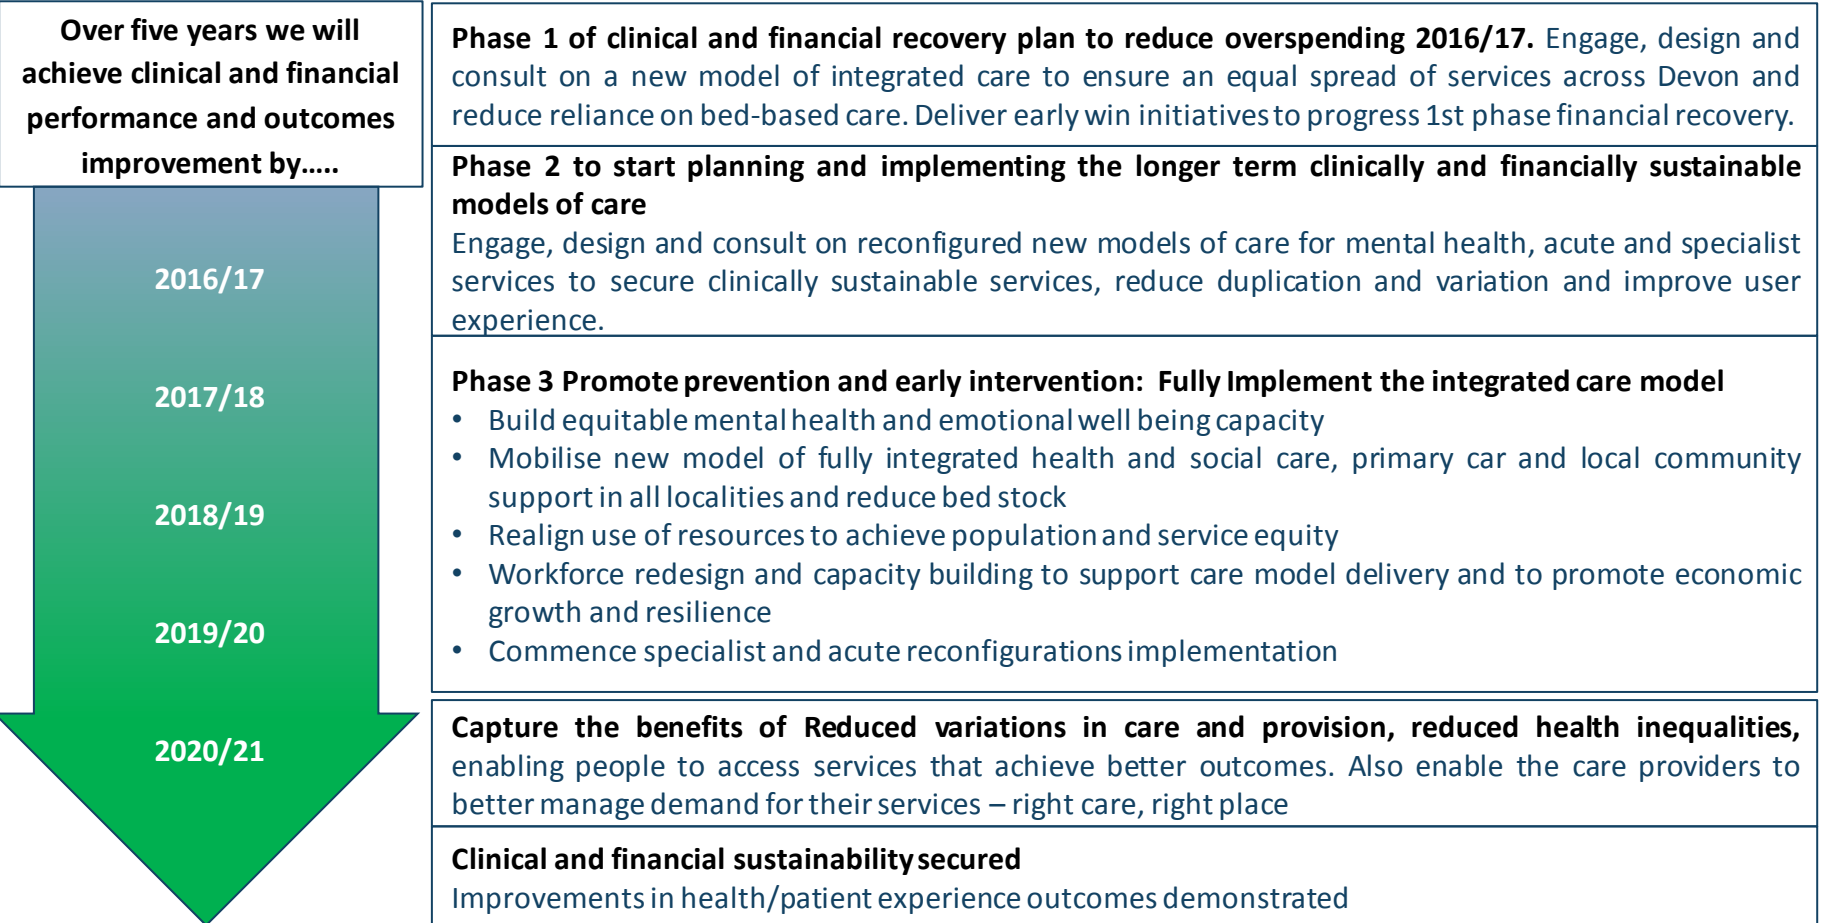 Over five years we will
achieve clinical and financial
performance and outcomes
improvement by…..
2016/17
2017/18
2018/19
2019/20
2020/21
Phase 1 of clinical and financial recovery plan to reduce overspending 2016/17. Engage, design and
consult on a new model of integrated care to ensure an equal spread of services across Devon and
reduce reliance on bed-based care. Deliver early win initiatives to progress 1st phase financial recovery.
Phase 2 to start planning and implementing the longer term clinically and financially sustainable
models of care
Engage, design and consult on reconfigured new models of care for mental health, acute and specialist
services to secure clinically sustainable services, reduce duplication and variation and improve user
experience.
Phase 3 Promote prevention and early intervention: Fully Implement the integrated care model
• Build equitable mental health and emotional well being capacity
• Mobilise new model of fully integrated health and social care, primary car and local community
support in all localities and reduce bed stock
• Realign use of resources to achieve population and service equity
• Workforce redesign and capacity building to support care model delivery and to promote economic
growth and resilience
• Commence specialist and acute reconfigurations implementation
Capture the benefits of Reduced variations in care and provision, reduced health inequalities,
enabling people to access services that achieve better outcomes. Also enable the care providers to
better manage demand for their services – right care, right place
Clinical and financial sustainability secured
Improvements in health/patient experience outcomes demonstrated